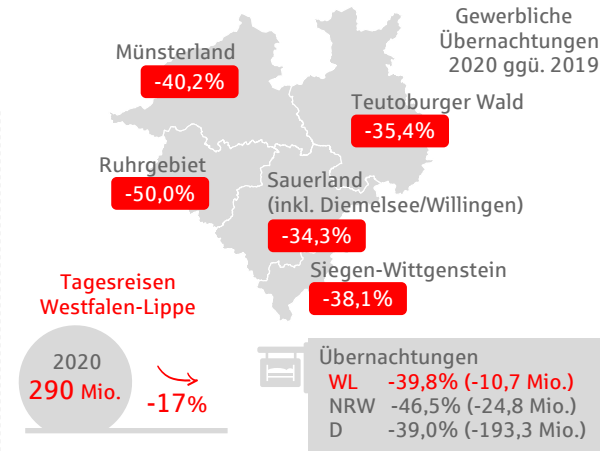 Gewerbliche
Übernachtungen
2020 ggü. 2019
Münsterland
-40,2%
Teutoburger Wald
-35,4%
Ruhrgebiet
-50,0%
Sauerland
(inkl. Diemelsee/Willingen)
-34,3%
Siegen-Wittgenstein
-38,1%
Tagesreisen
Westfalen-Lippe
2020
290 Mio.
-17%
Übernachtungen
WL -39,8% (-10,7 Mio.)
NRW -46,5% (-24,8 Mio.)
D -39,0% (-193,3 Mio.)